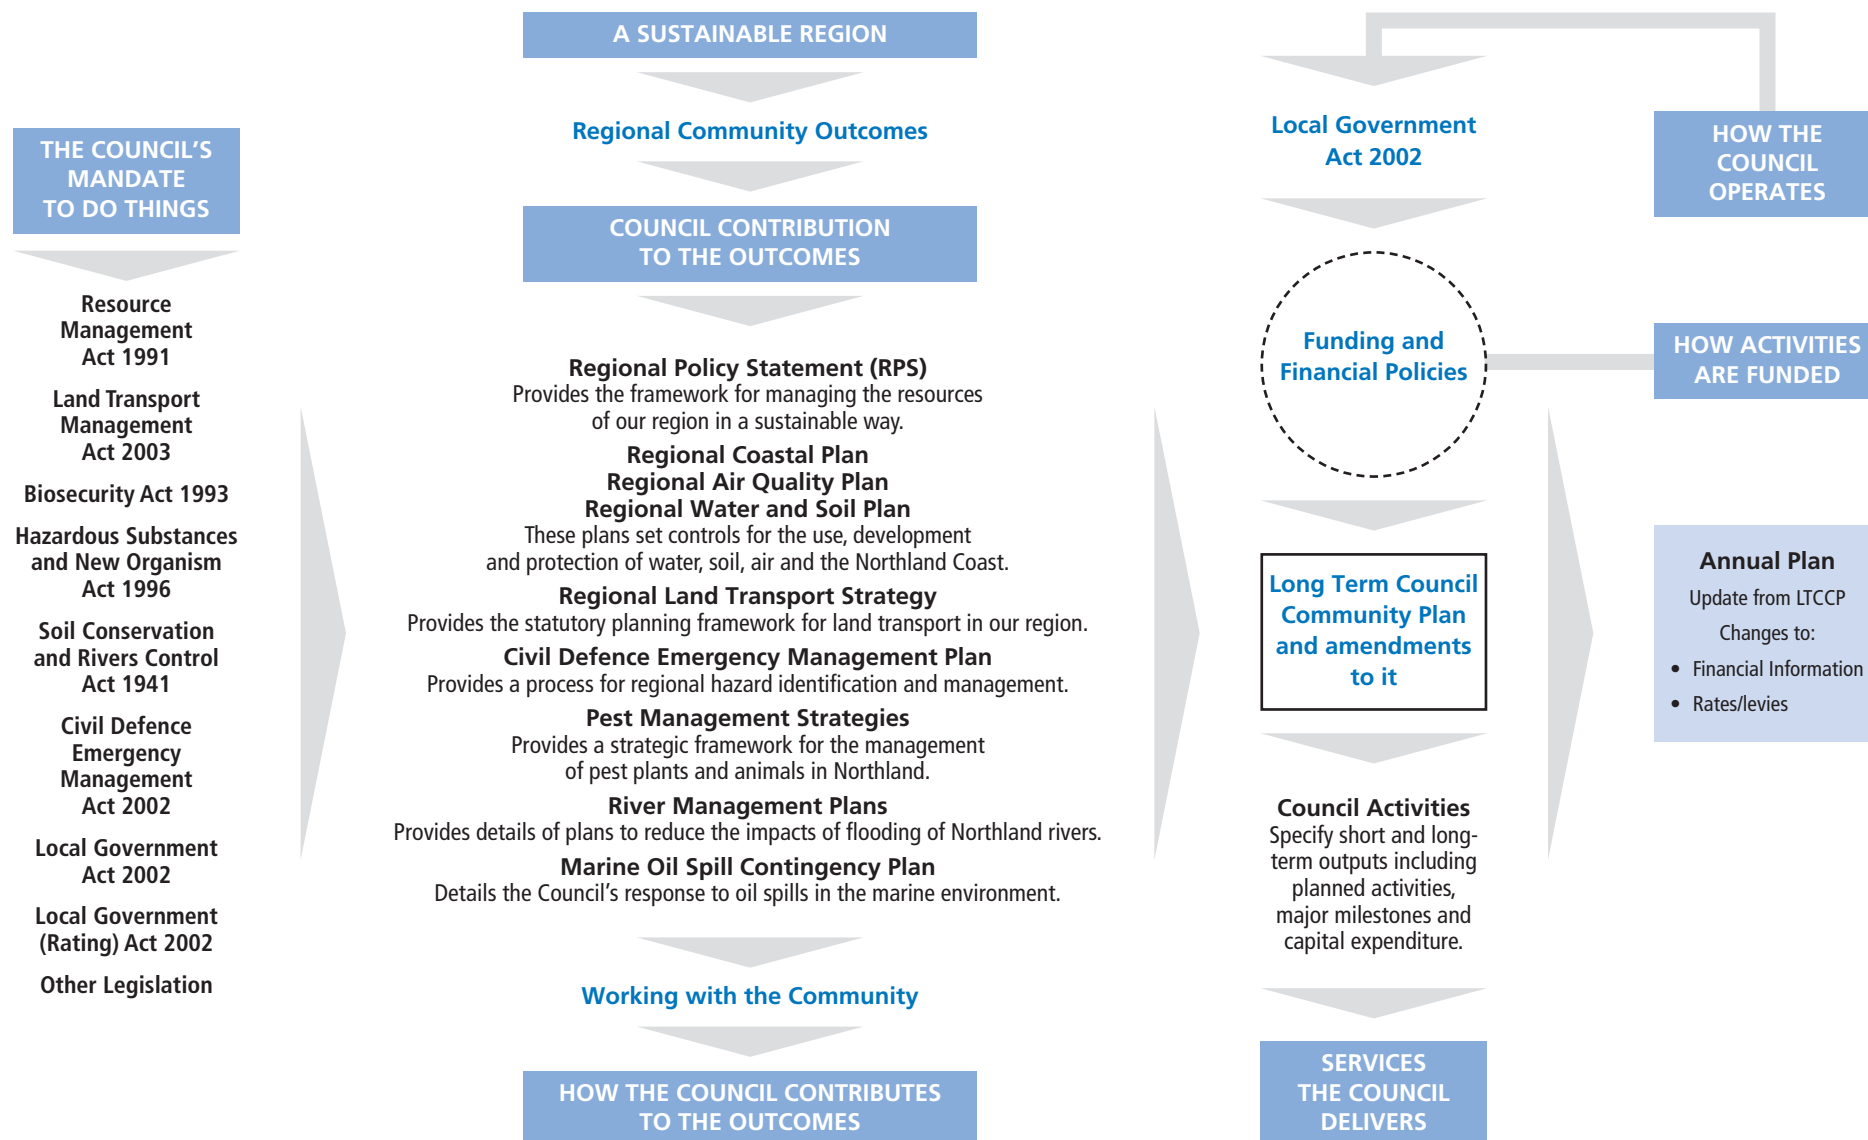 THE COUNCIL’S
MANDATE
TO DO THINGS
Resource
Management
Act 1991
Land Transport
Management
Act 2003
Biosecurity Act 1993
Hazardous Substances
and New Organism
Act 1996
Soil Conservation
and Rivers Control
Act 1941
Civil Defence
Emergency
Management
Act 2002
Local Government
Act 2002
Local Government
(Rating) Act 2002
Other Legislation
A SUSTAINABLE REGION
Regional Community Outcomes
COUNCIL CONTRIBUTION
TO THE OUTCOMES
Regional Policy Statement (RPS)
Provides the framework for managing the resources
of our region in a sustainable way.
Regional Coastal Plan
Regional Air Quality Plan
Regional Water and Soil Plan
These plans set controls for the use, development
and protection of water, soil, air and the Northland Coast.
Regional Land Transport Strategy
Provides the statutory planning framework for land transport in our region.
Civil Defence Emergency Management Plan
Provides a process for regional hazard identification and management.
Pest Management Strategies
Provides a strategic framework for the management
of pest plants and animals in Northland.
River Management Plans
Provides details of plans to reduce the impacts of flooding of Northland rivers.
Marine Oil Spill Contingency Plan
Details the Council’s response to oil spills in the marine environment.
Working with the Community
HOW THE COUNCIL CONTRIBUTES
TO THE OUTCOMES
Local Government
Act 2002
Funding and
Financial Policies
Long Term Council
Community Plan
and amendments
to it
Council Activities
Specify short and long-
term outputs including
planned activities,
major milestones and
capital expenditure.
SERVICES
THE COUNCIL
DELIVERS
HOW THE
COUNCIL
OPERATES
HOW ACTIVITIES
ARE FUNDED
Annual Plan
Update from LTCCP
Changes to:
• Financial Information
• Rates/levies